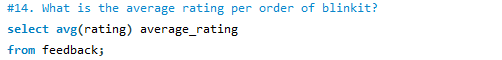 #14. What is the average rating per order of blinkit?
select avg(rating) average_rating
from feedback;